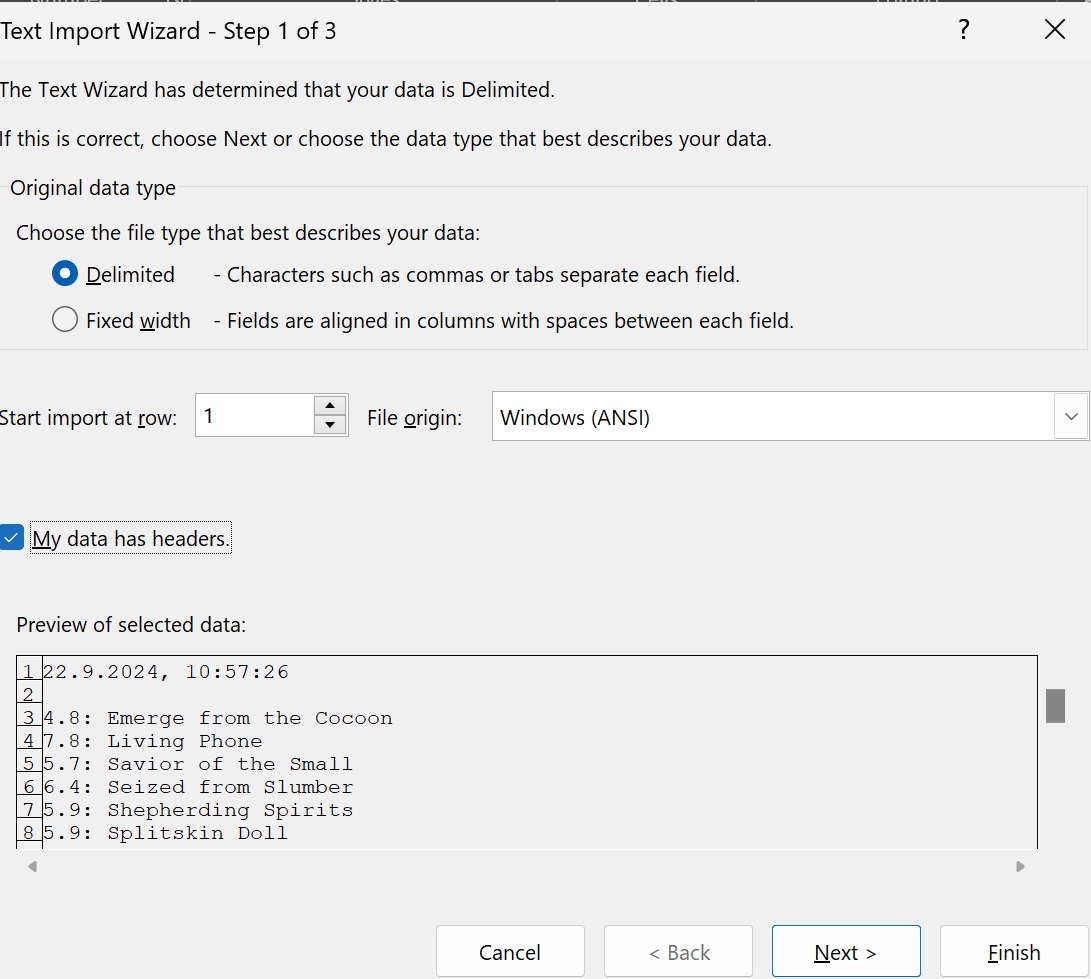 Text Import Wizard - Step 1 of 3 ?
The Text Wizard has determined that your data is Delimited.
If this is correct, choose Next or choose the data type that best describes your data.
Original data type
Choose the file type that best describes your data:
Delimited - Characters such as commas or tabs separate each field.
Fixed width - Fields are aligned in columns with spaces between each field.
Start import at row: 1 File origin: Windows (ANSI)
My data has headers.
Preview of selected data:
1 22.9.2024, 10:57:26
2
3 4.8: Emerge from the Cocoon
4 7.8: Living Phone
5 5.7: Savior of the Small
6 6.4: Seized from Slumber
7 5.9: Shepherding Spirits
8 5.9: Splitskin Doll
Cancel < Back Next > Finish